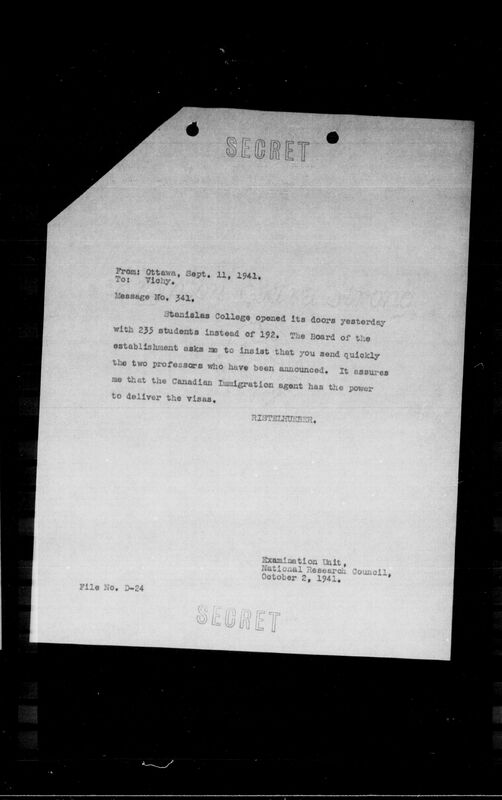 SECRET
From: Ottawa, Sept. 11, 1941.
To: Vichy.
Message No. 341.
Stanislas College opened its doors yesterday
with 235 students instead of 192. The Board of the
establishment asks me to insist that you send quickly
the two professors who have been announced. It assures
me that the Canadian Immigration agent has the power
to deliver the visas.
RISTELHUEBER.
Examination Unit,
National Research Council,
October 2, 1941.
File No. D-24
SECRET